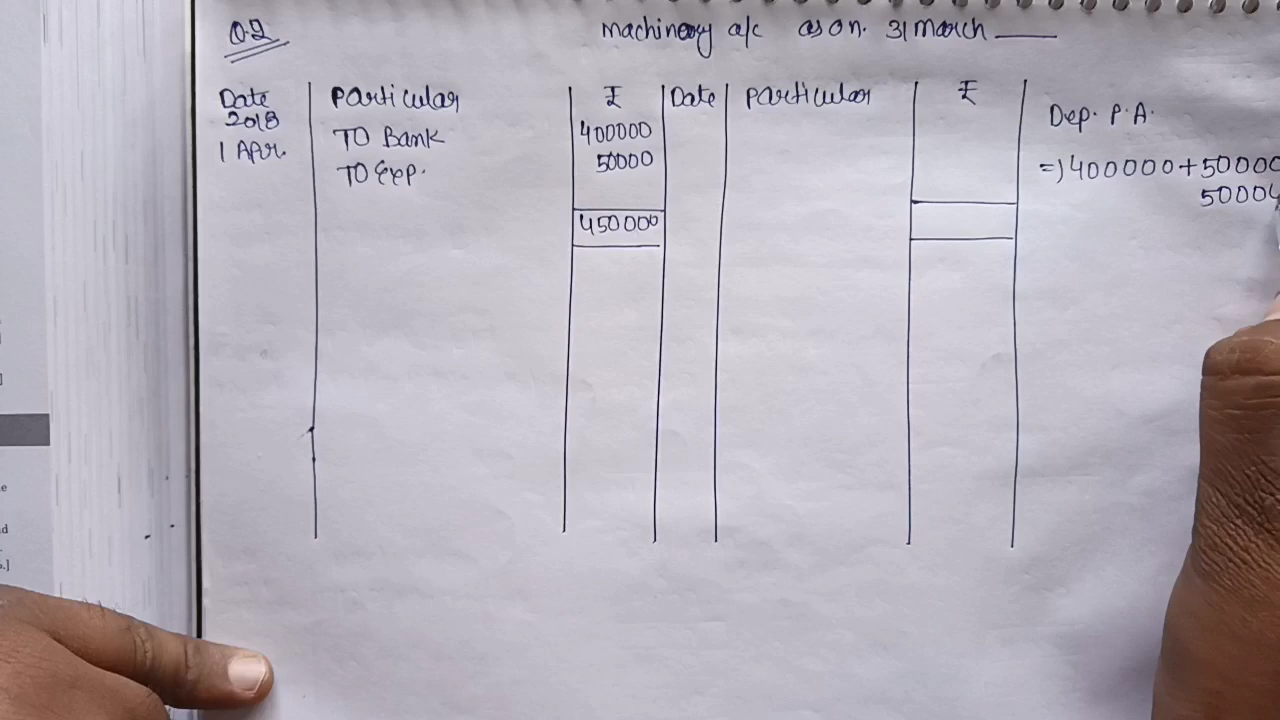 Q.2
Machinery a/c as on. 31 March
Date Particular ₹ Date Particular ₹
2018
1 Apr. TO Bank 400000
TO Exp. 50000
450000
Dep. P.A.
=) 400000 + 50000
5000
e
d
.]